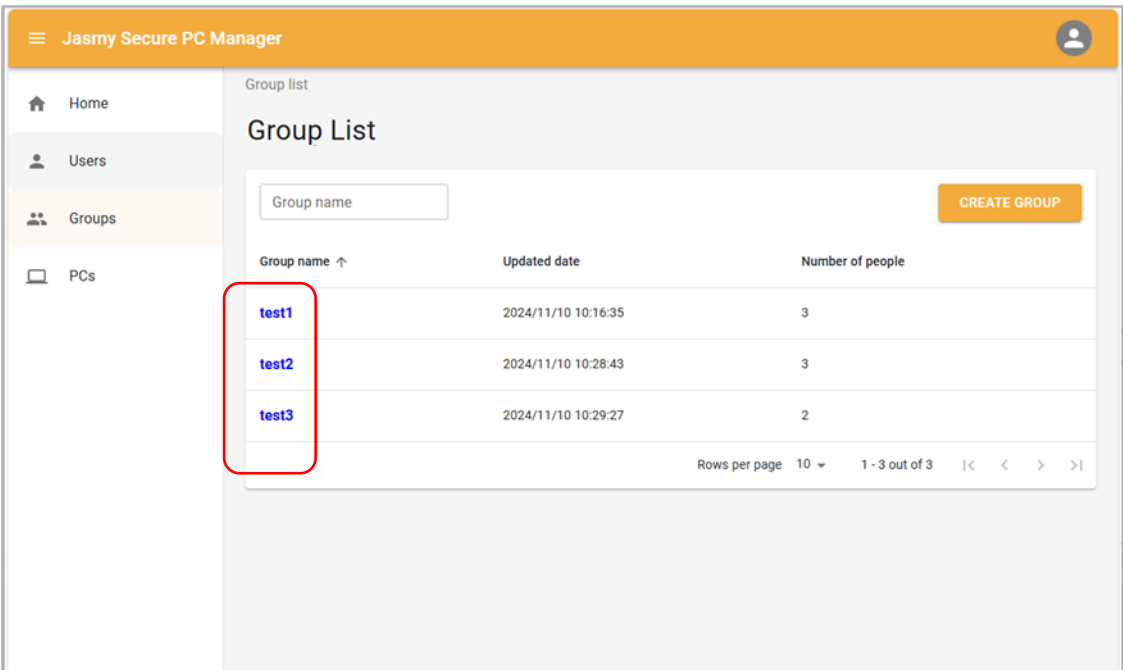 Jasmy Secure PC Manager
Home
Users
Groups
PCs
Group list
Group List
Group name
CREATE GROUP
Group name Updated date Number of people
test1 2024/11/10 10:16:35 3
test2 2024/11/10 10:28:43 3
test3 2024/11/10 10:29:27 2
Rows per page 10 1 - 3 out of 3